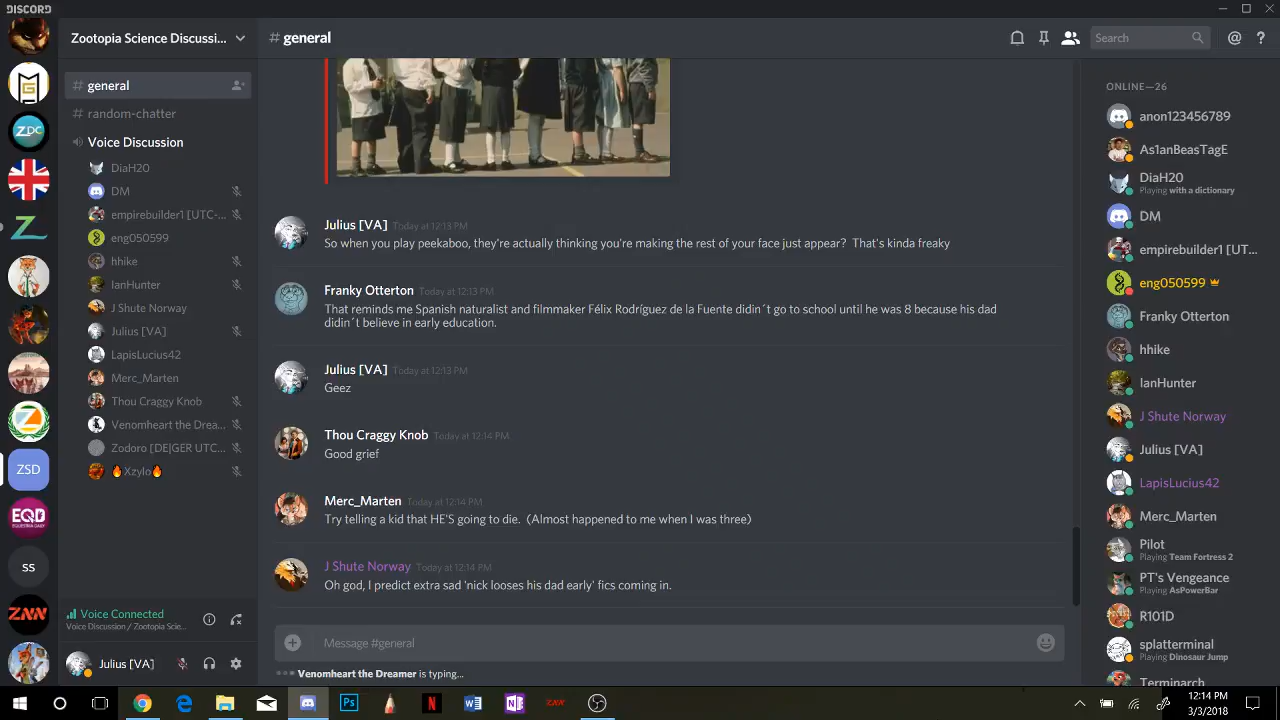 DISCORD
Zootopia Science Discussi...
# general
Search
@
?
# general
# random-chatter
Voice Discussion
DiaH20
DM
empirebuilder1 [UTC-...
eng050599
hhike
IanHunter
J Shute Norway
Julius [VA]
LapisLucius42
Merc_Marten
Thou Craggy Knob
Venomheart the Drea...
Zodoro [DE|GER UTC...
🔥Xzylo🔥
Voice Connected
Voice Discussion / Zootopia Scie...
Julius [VA]
ZDC
ZSD
EQD
EQUESTRIA DAILY
ss
ZNN
Julius [VA] Today at 12:13 PM
So when you play peekaboo, they're actually thinking you're making the rest of your face just appear?  That's kinda freaky
Franky Otterton Today at 12:13 PM
That reminds me Spanish naturalist and filmmaker Félix Rodríguez de la Fuente didin´t go to school until he was 8 because his dad
didin´t believe in early education.
Julius [VA] Today at 12:13 PM
Geez
Thou Craggy Knob Today at 12:14 PM
Good grief
Merc_Marten Today at 12:14 PM
Try telling a kid that HE'S going to die.  (Almost happened to me when I was three)
J Shute Norway Today at 12:14 PM
Oh god, I predict extra sad 'nick looses his dad early' fics coming in.
Message #general
Venomheart the Dreamer is typing...
ONLINE—26
anon123456789
As1anBeasTagE
DiaH20
Playing with a dictionary
DM
empirebuilder1 [UT...
eng050599
Franky Otterton
hhike
IanHunter
J Shute Norway
Julius [VA]
LapisLucius42
Merc_Marten
Pilot
Playing Team Fortress 2
PT's Vengeance
Playing AsPowerBar
R101D
splatterminal
Playing Dinosaur Jump
Terminarch
Ps
N
W
N
ZNN
12:14 PM
3/3/2018